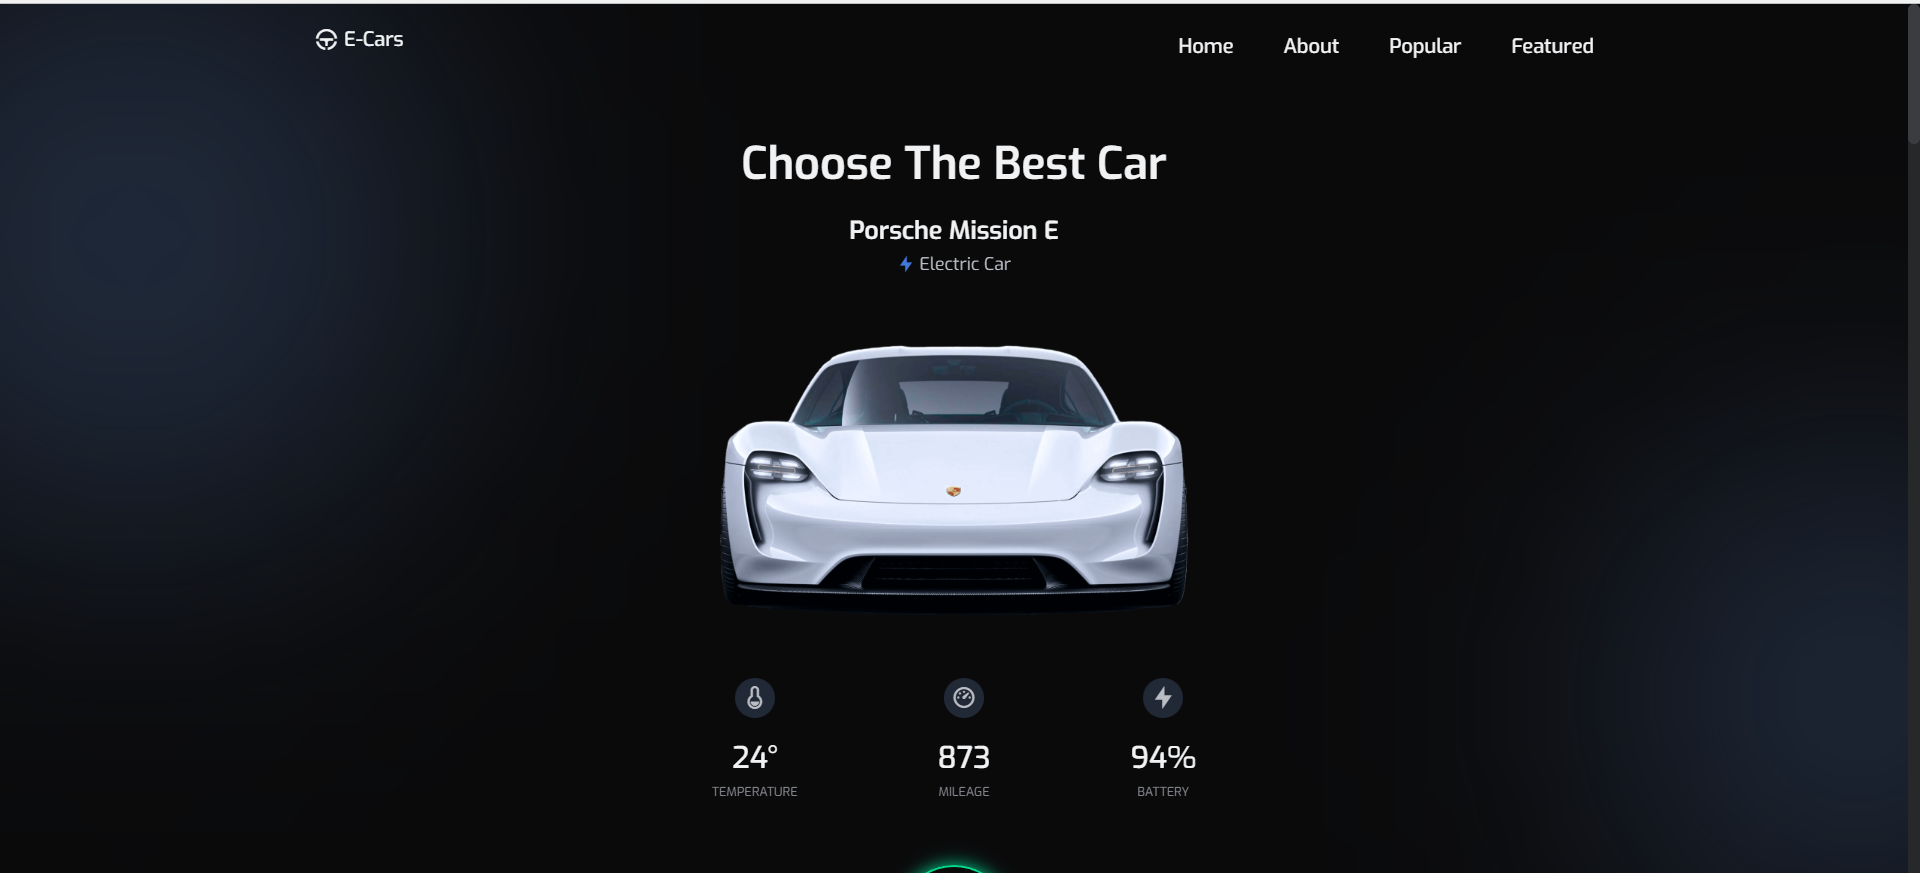 E-Cars
Home About Popular Featured
Choose The Best Car
Porsche Mission E
Electric Car
24° 873 94%
TEMPERATURE MILEAGE BATTERY